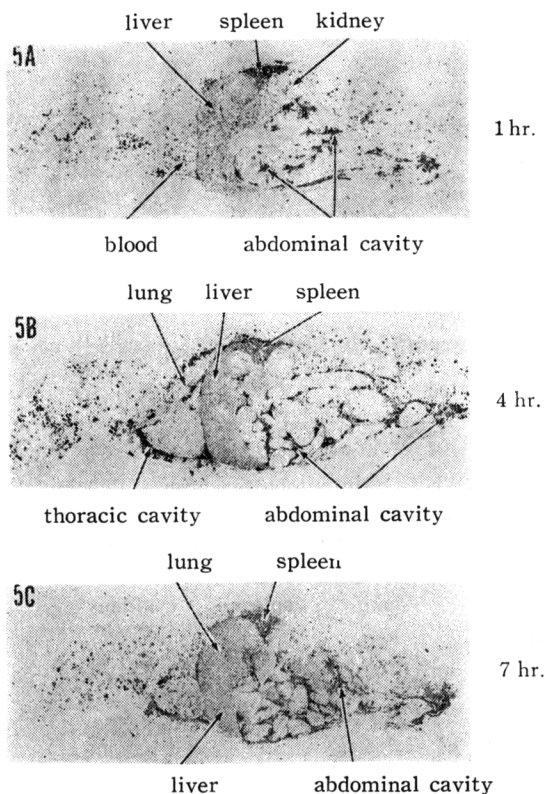 liver spleen kidney
5A
1 hr.
blood abdominal cavity
lung liver spleen
5B
4 hr.
thoracic cavity abdominal cavity
lung spleen
5C
7 hr.
liver abdominal cavity